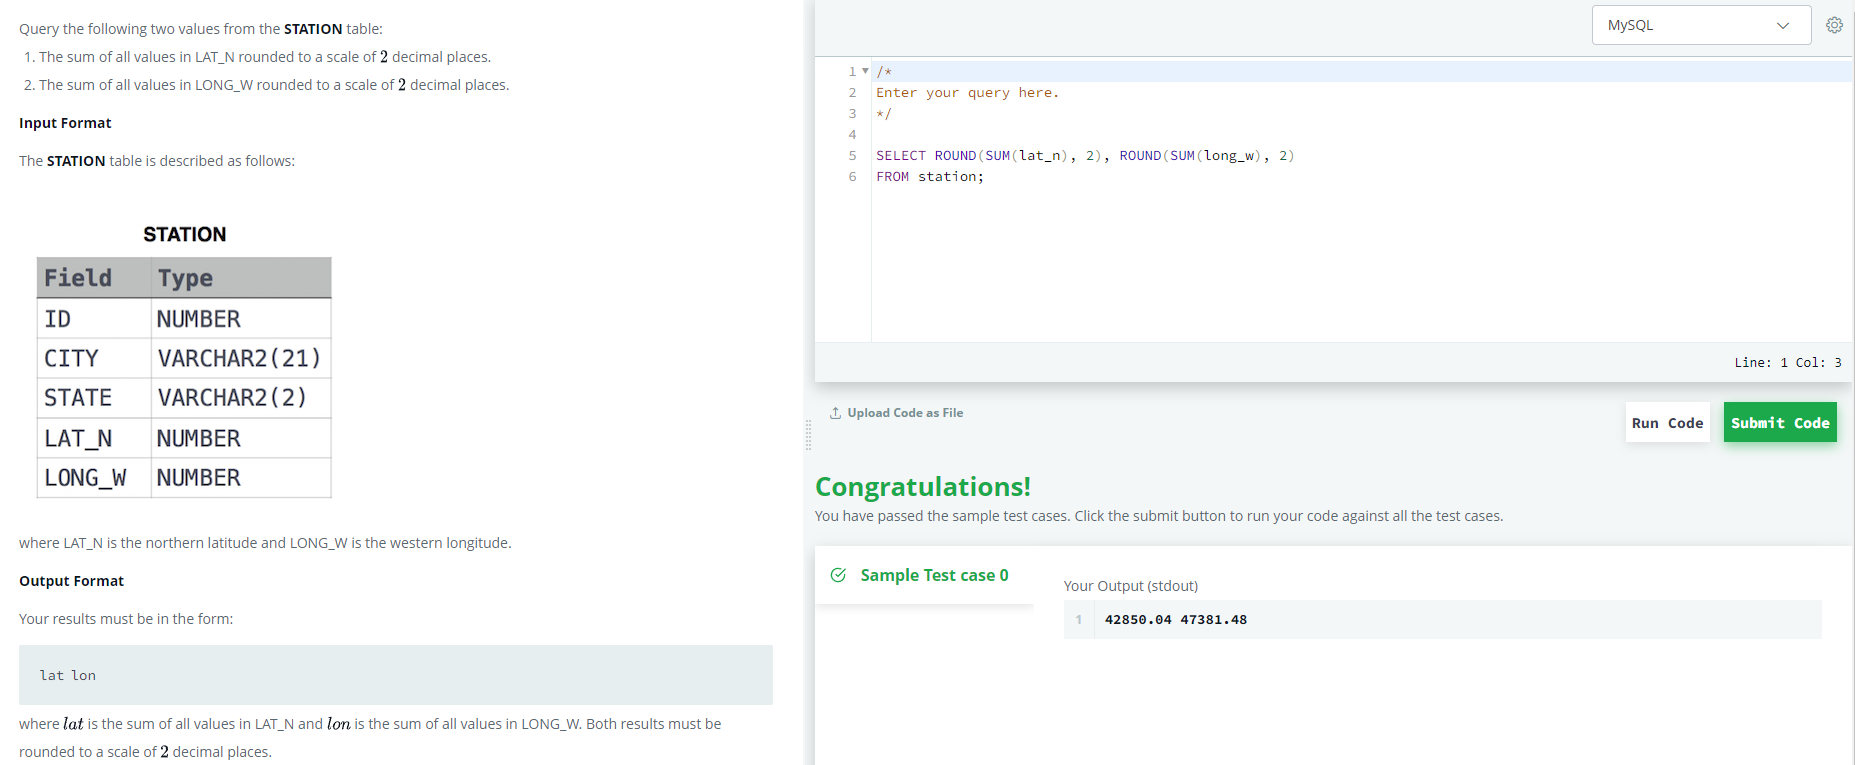 Query the following two values from the STATION table:
1. The sum of all values in LAT_N rounded to a scale of 2 decimal places.
2. The sum of all values in LONG_W rounded to a scale of 2 decimal places.
Input Format
The STATION table is described as follows:
STATION
Field Type
ID NUMBER
CITY VARCHAR2(21)
STATE VARCHAR2(2)
LAT_N NUMBER
LONG_W NUMBER
where LAT_N is the northern latitude and LONG_W is the western longitude.
Output Format
Your results must be in the form:
lat lon
where lat is the sum of all values in LAT_N and lon is the sum of all values in LONG_W. Both results must be
rounded to a scale of 2 decimal places.
MySQL
1 /*
2 Enter your query here.
3 */
4
5 SELECT ROUND(SUM(lat_n), 2), ROUND(SUM(long_w), 2)
6 FROM station;
Line: 1 Col: 3
Upload Code as File
Run Code
Submit Code
Congratulations!
You have passed the sample test cases. Click the submit button to run your code against all the test cases.
Sample Test case 0
Your Output (stdout)
1 42850.04 47381.48